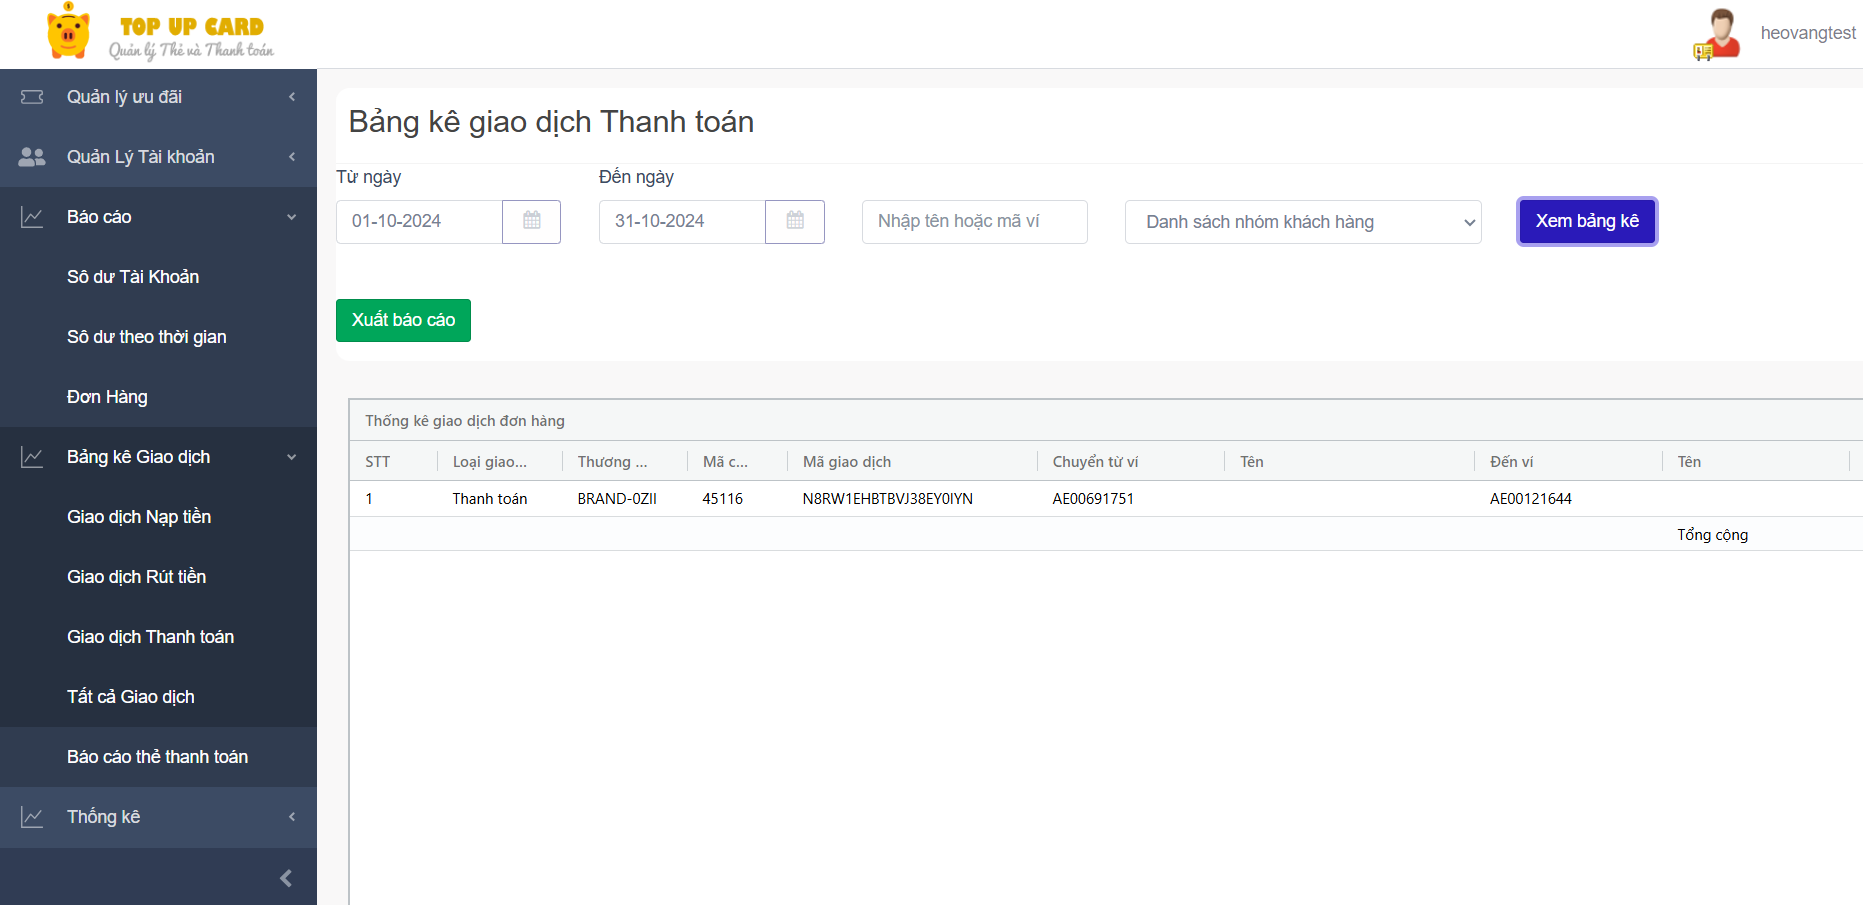 TOP UP CARD
Quản lý Thẻ và Thanh toán
heovangtest
Quản lý ưu đãi
Quản Lý Tài khoản
Báo cáo
Số dư Tài Khoản
Số dư theo thời gian
Đơn Hàng
Bảng kê Giao dịch
Giao dịch Nạp tiền
Giao dịch Rút tiền
Giao dịch Thanh toán
Tất cả Giao dịch
Báo cáo thẻ thanh toán
Thống kê
Bảng kê giao dịch Thanh toán
Từ ngày Đến ngày
01-10-2024 31-10-2024 Nhập tên hoặc mã ví Danh sách nhóm khách hàng Xem bảng kê
Xuất báo cáo
Thống kê giao dịch đơn hàng
STT Loại giao... Thương ... Mã c... Mã giao dịch Chuyển từ ví Tên Đến ví Tên
1 Thanh toán BRAND-0ZII 45116 N8RW1EHBTBVJ38EY0IYN AE00691751 AE00121644
Tổng cộng